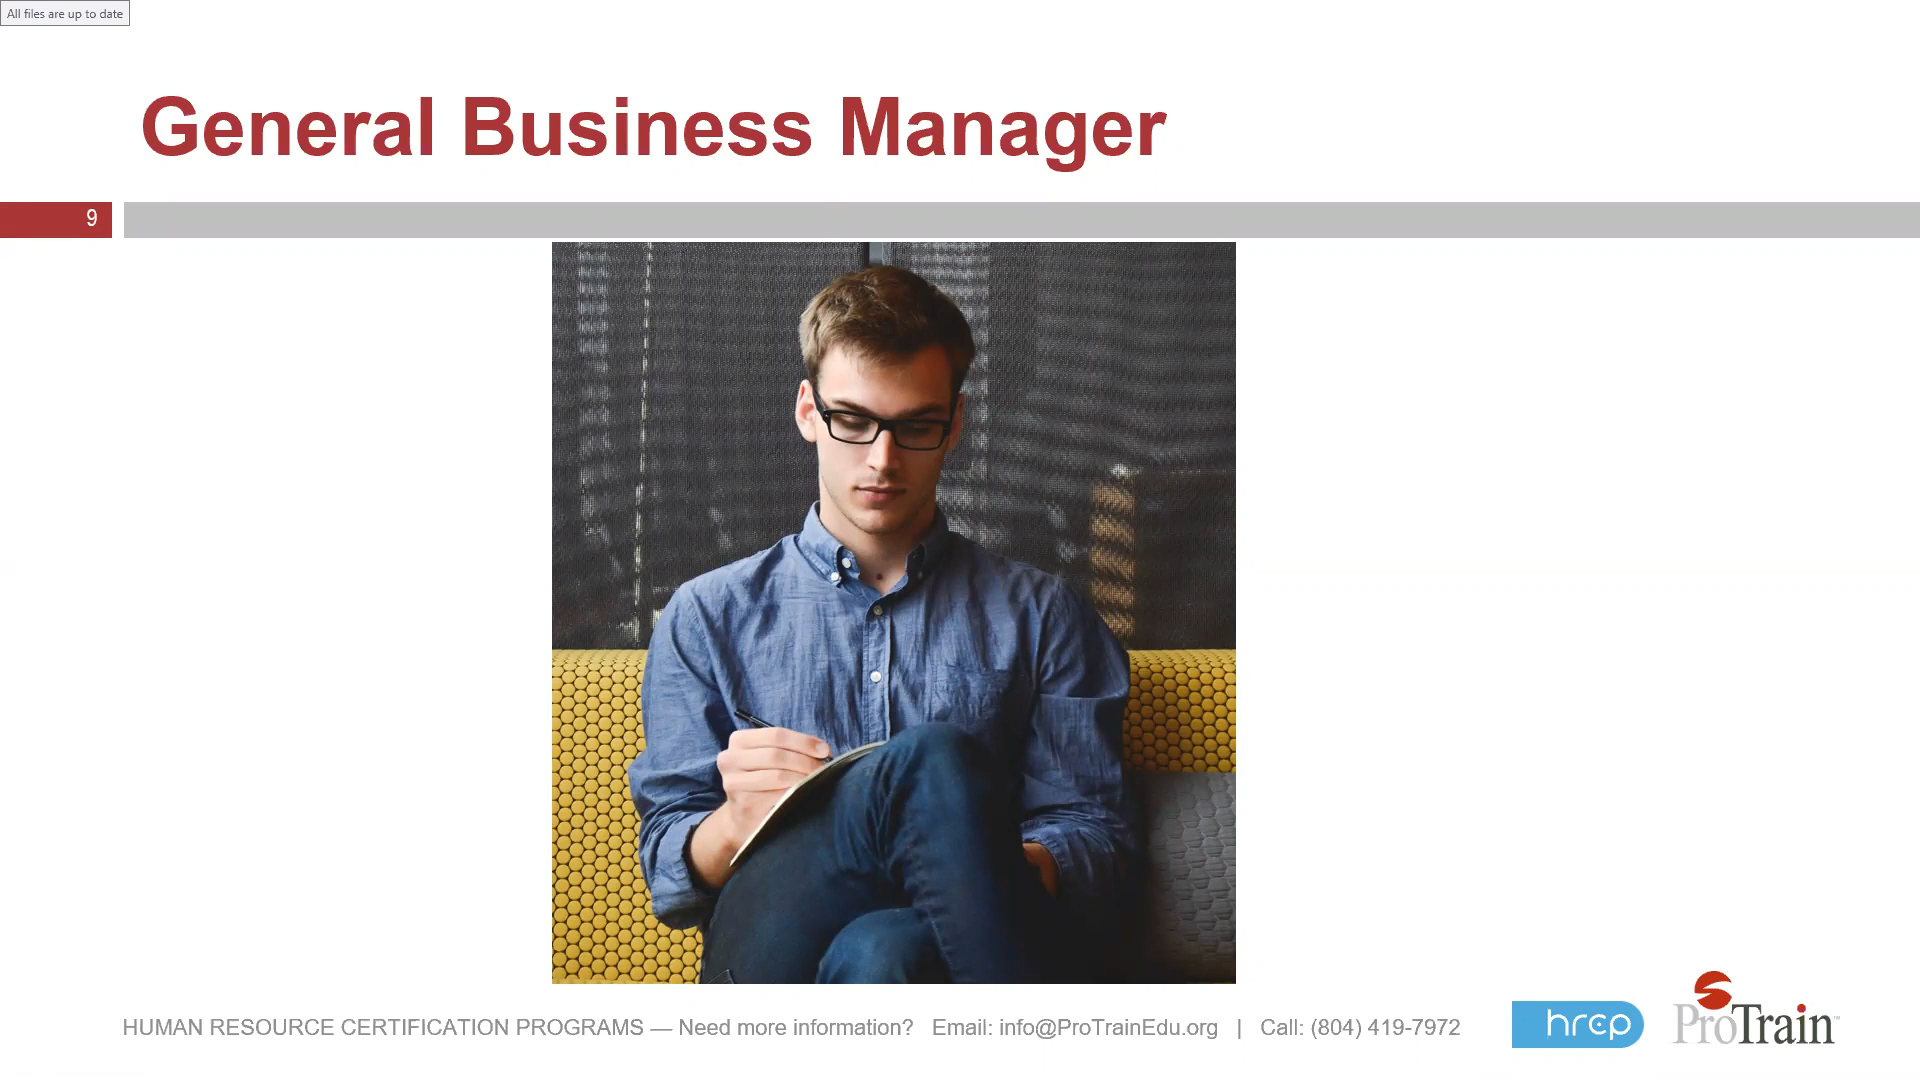 All files are up to date
General Business Manager
9
HUMAN RESOURCE CERTIFICATION PROGRAMS — Need more information? Email: info@ProTrainEdu.org | Call: (804) 419-7972
hrcp
ProTrain™